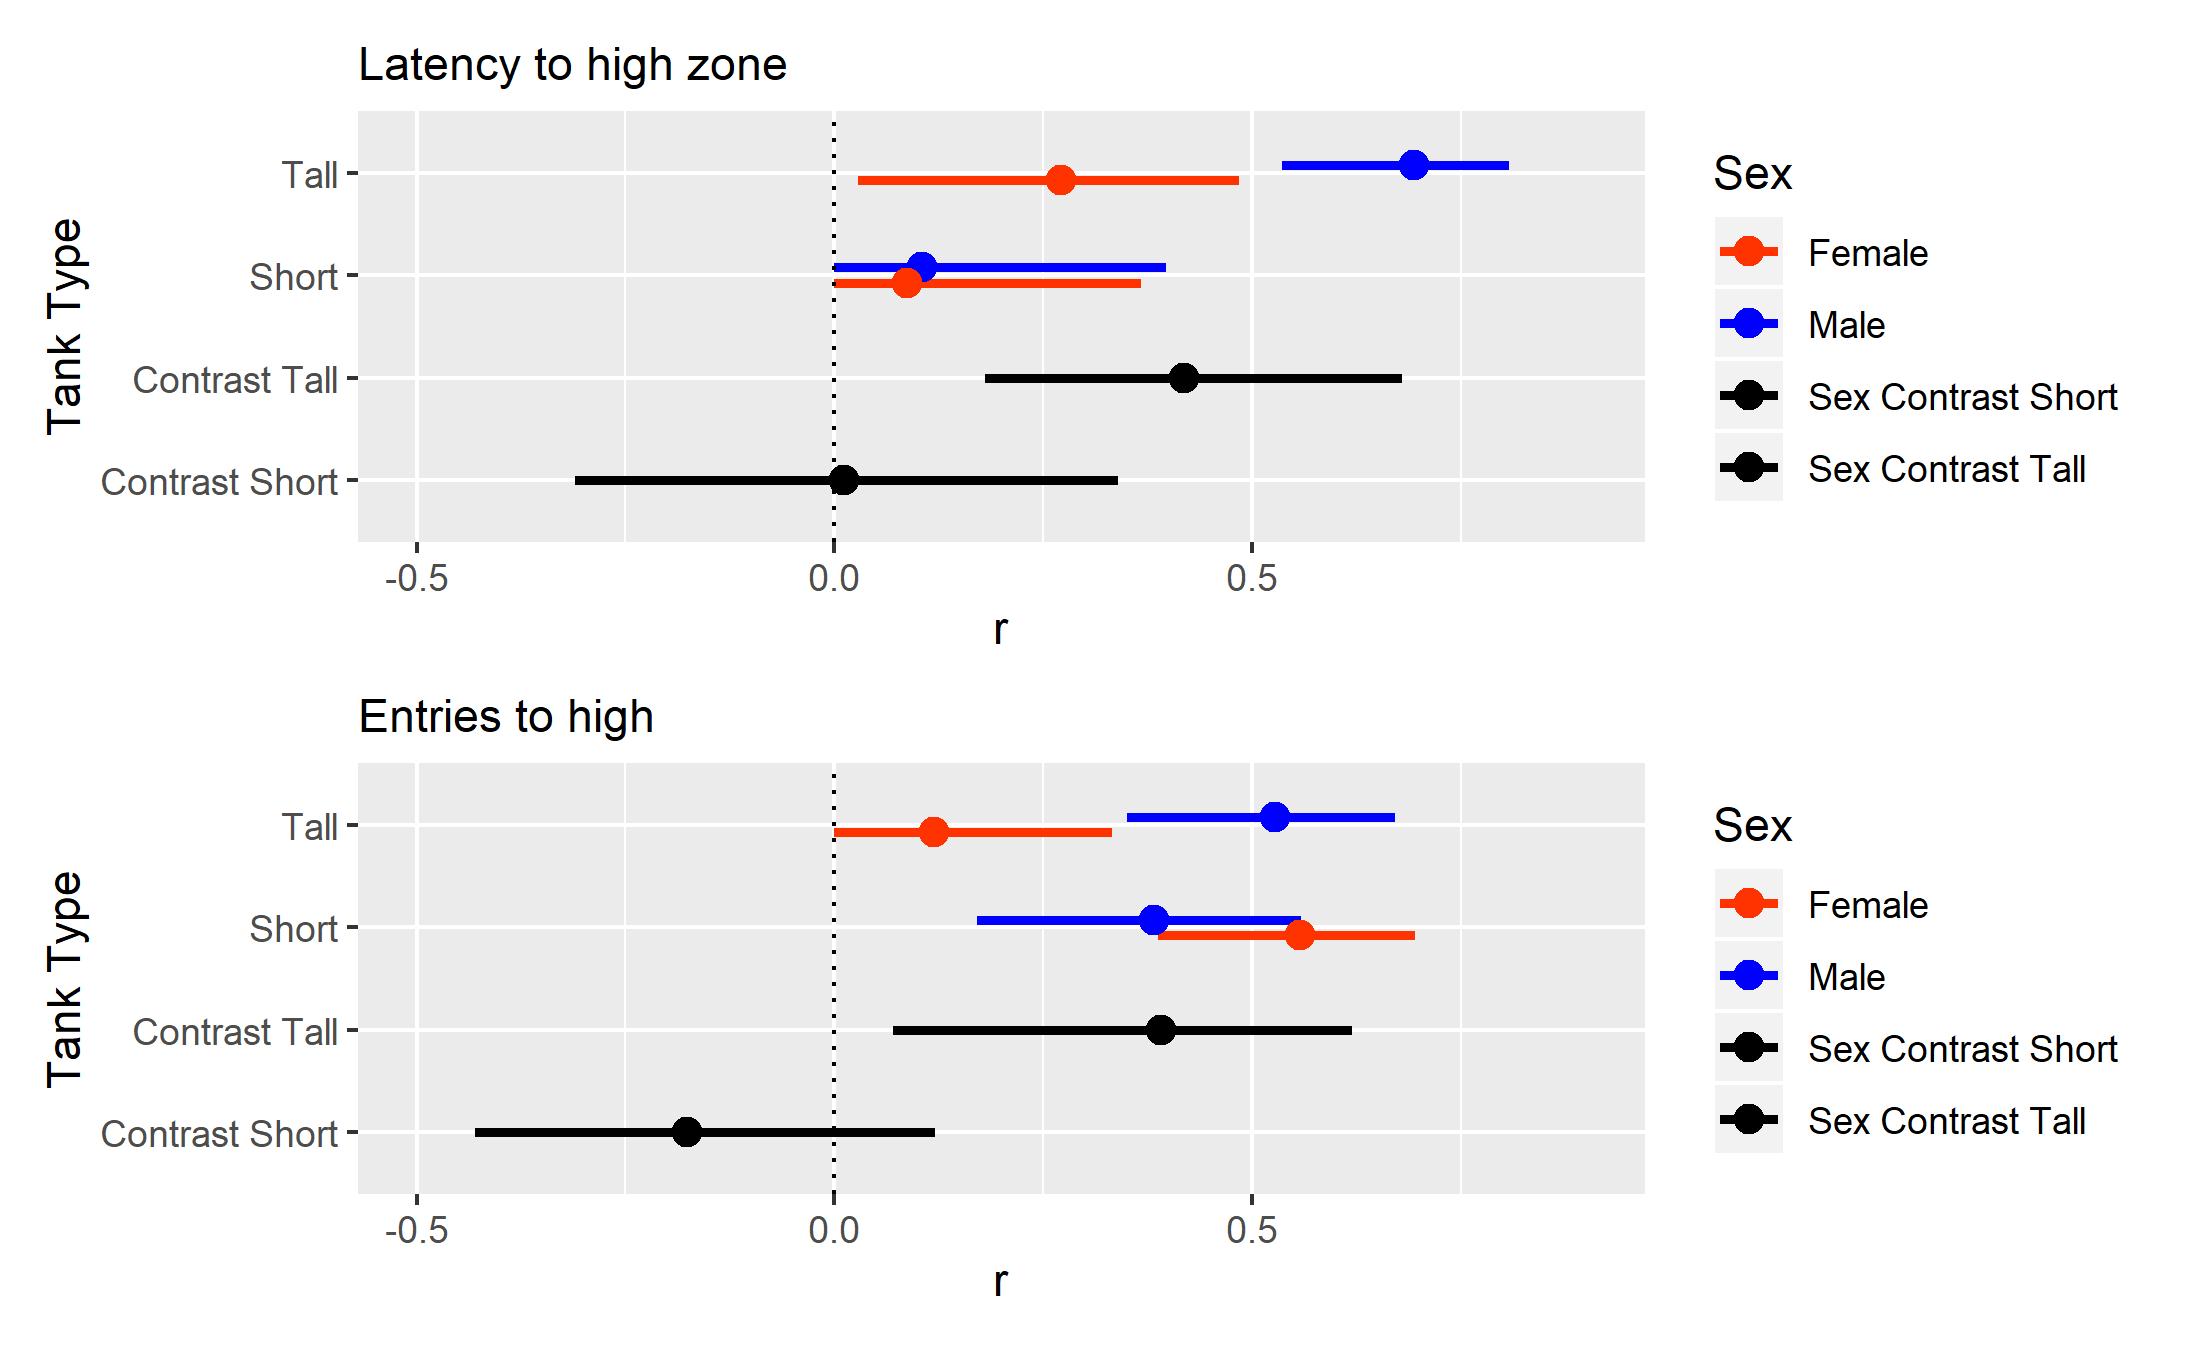 Latency to high zone
Tank Type
Tall
Short
Contrast Tall
Contrast Short
-0.5 0.0 0.5
r
Sex
Female
Male
Sex Contrast Short
Sex Contrast Tall
Entries to high
Tank Type
Tall
Short
Contrast Tall
Contrast Short
-0.5 0.0 0.5
r
Sex
Female
Male
Sex Contrast Short
Sex Contrast Tall